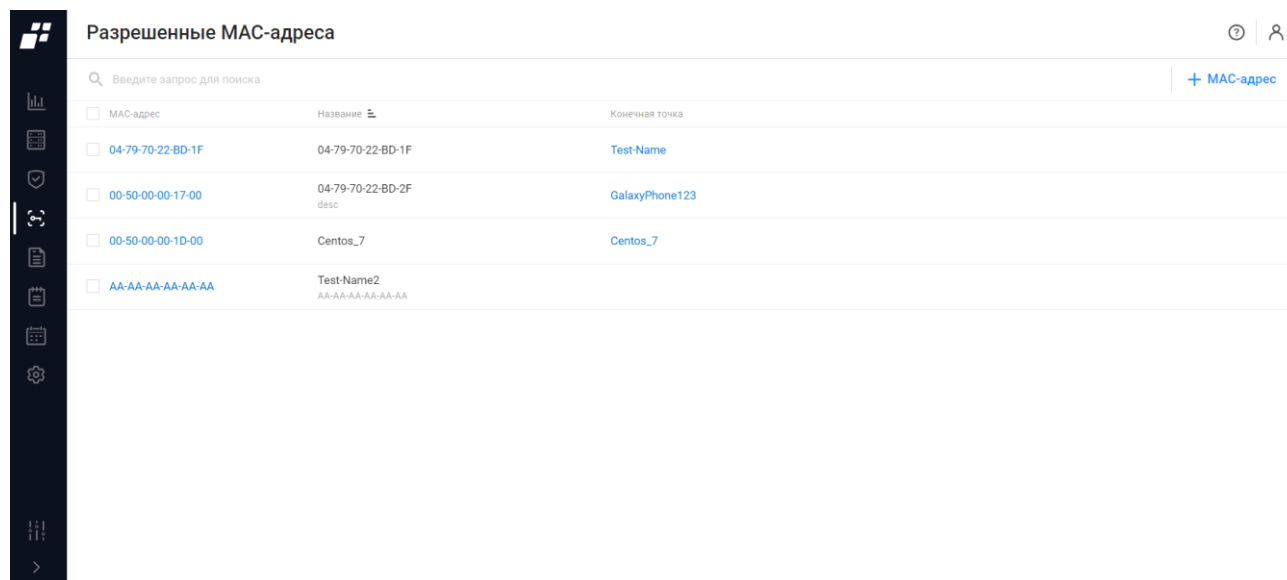 Разрешенные MAC-адреса
Введите запрос для поиска
+ MAC-адрес
MAC-адрес Название Конечная точка
04-79-70-22-BD-1F 04-79-70-22-BD-1F Test-Name
00-50-00-00-17-00 04-79-70-22-BD-2F GalaxyPhone123
desc
00-50-00-00-1D-00 Centos_7 Centos_7
AA-AA-AA-AA-AA-AA Test-Name2
AA-AA-AA-AA-AA-AA